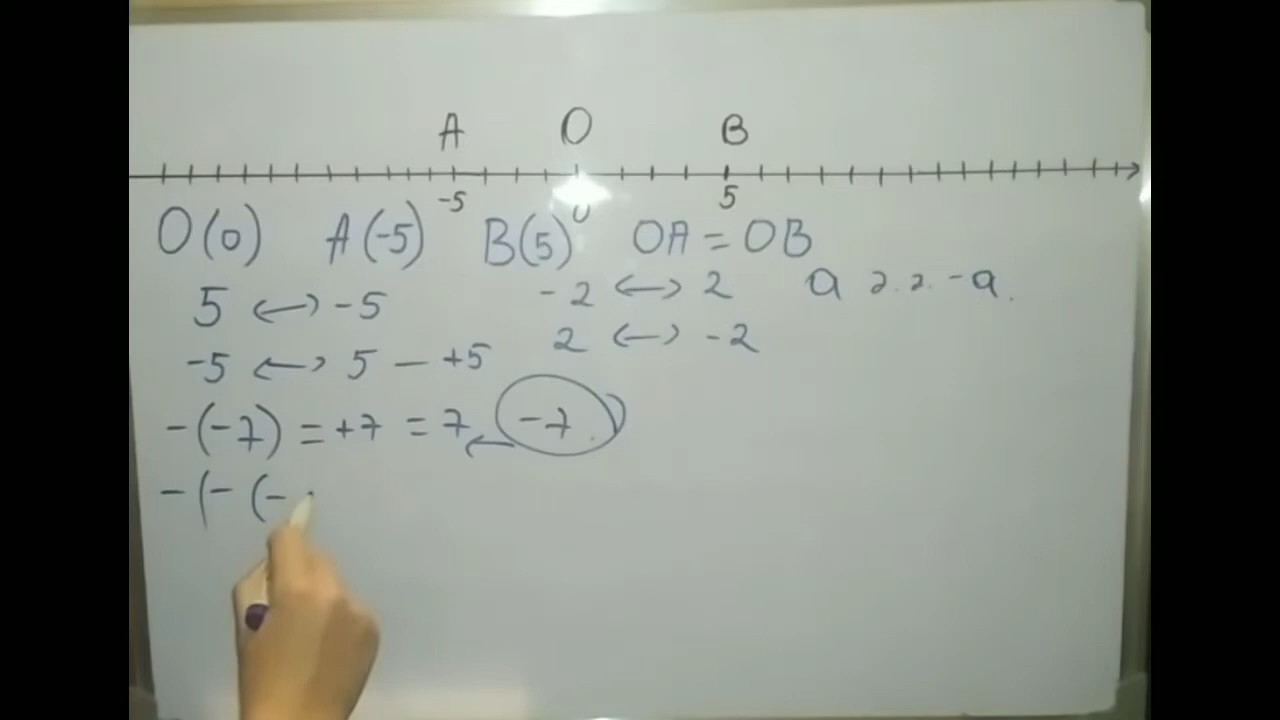 A O B
-5 0 5
O(0) A(-5) B(5) OA = OB
5 ⟷ -5 -2 ⟷ 2 a -a.
-5 ⟷ 5 — +5 2 ⟷ -2
-(-7) = +7 = 7 ← -7
-(-(-